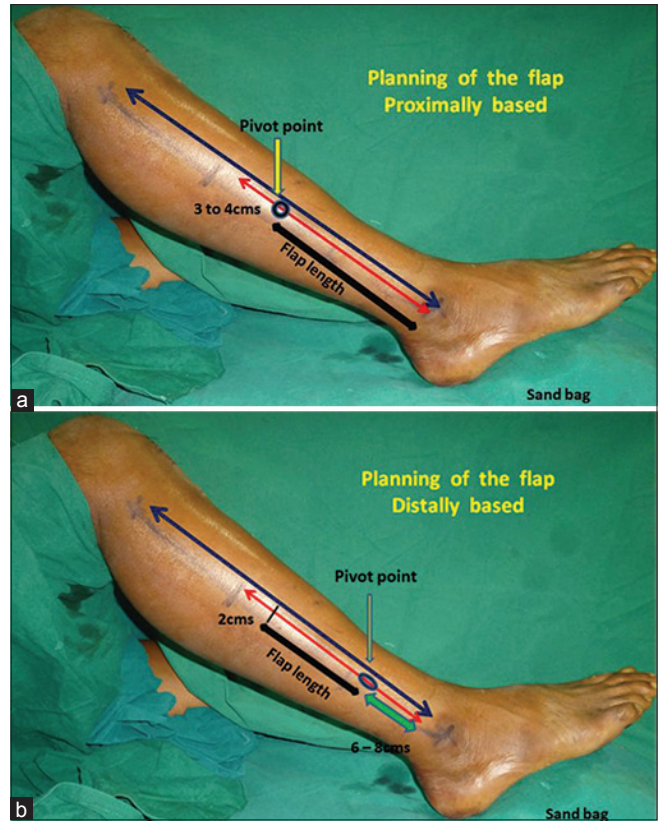 Planning of the flap
Proximally based
Pivot point
3 to 4cms
Flap length
Sand bag
a
Planning of the flap
Distally based
Pivot point
2cms
Flap length
6 – 8cms
Sand bag
b